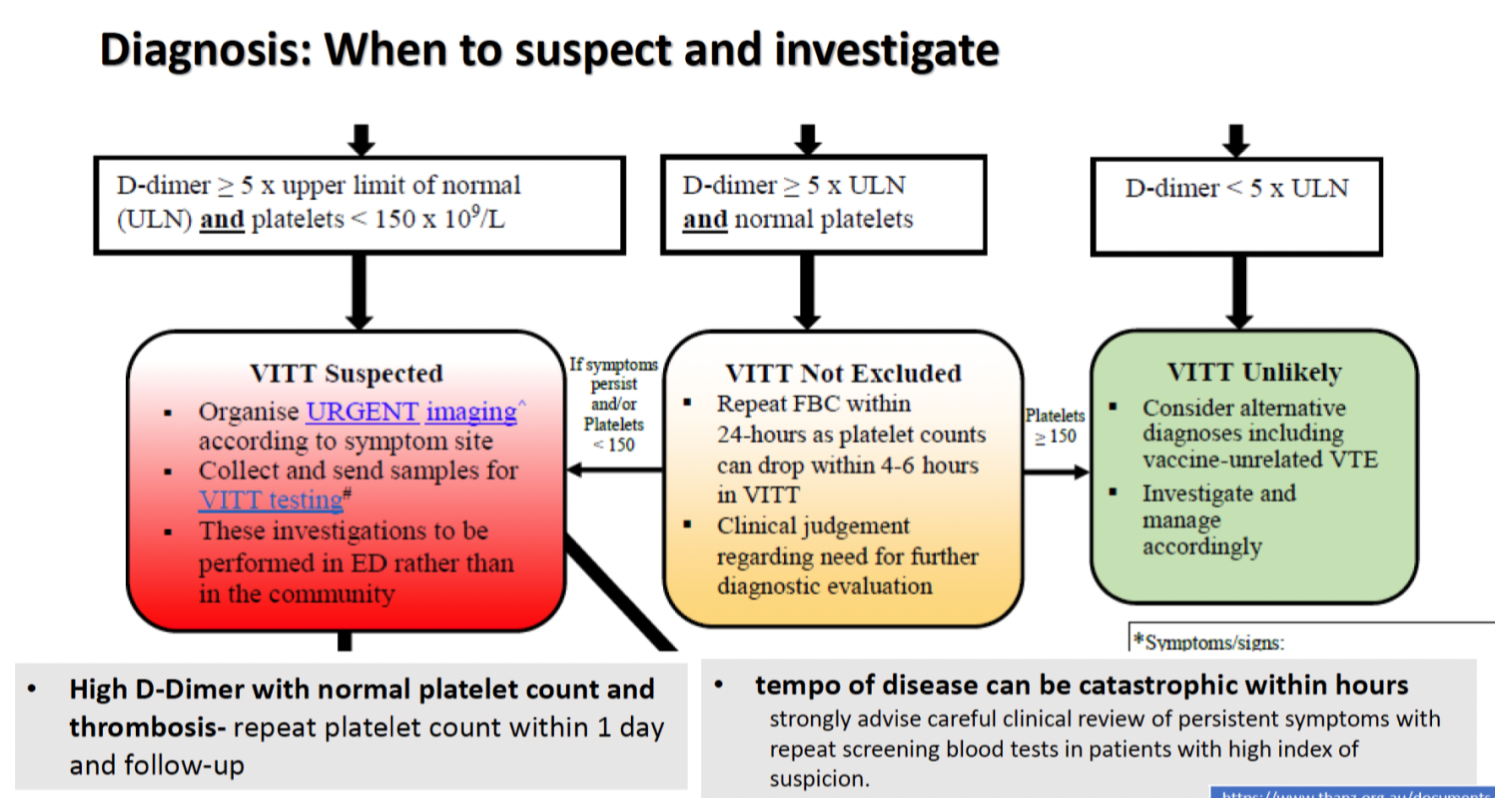 Diagnosis: When to suspect and investigate
D-dimer ≥ 5 x upper limit of normal
(ULN) and platelets < 150 x 10⁹/L
D-dimer ≥ 5 x ULN
and normal platelets
D-dimer < 5 x ULN
VITT Suspected
▪ Organise URGENT imaging^
according to symptom site
▪ Collect and send samples for
VITT testing#
▪ These investigations to be
performed in ED rather than
in the community
If symptoms
persist
and/or
Platelets
< 150
VITT Not Excluded
▪ Repeat FBC within
24-hours as platelet counts
can drop within 4-6 hours
in VITT
▪ Clinical judgement
regarding need for further
diagnostic evaluation
Platelets
≥ 150
VITT Unlikely
▪ Consider alternative
diagnoses including
vaccine-unrelated VTE
▪ Investigate and
manage
accordingly
*Symptoms/signs:
• High D-Dimer with normal platelet count and
thrombosis- repeat platelet count within 1 day
and follow-up
• tempo of disease can be catastrophic within hours
strongly advise careful clinical review of persistent symptoms with
repeat screening blood tests in patients with high index of
suspicion.
https://www.thanz.org.au/documents